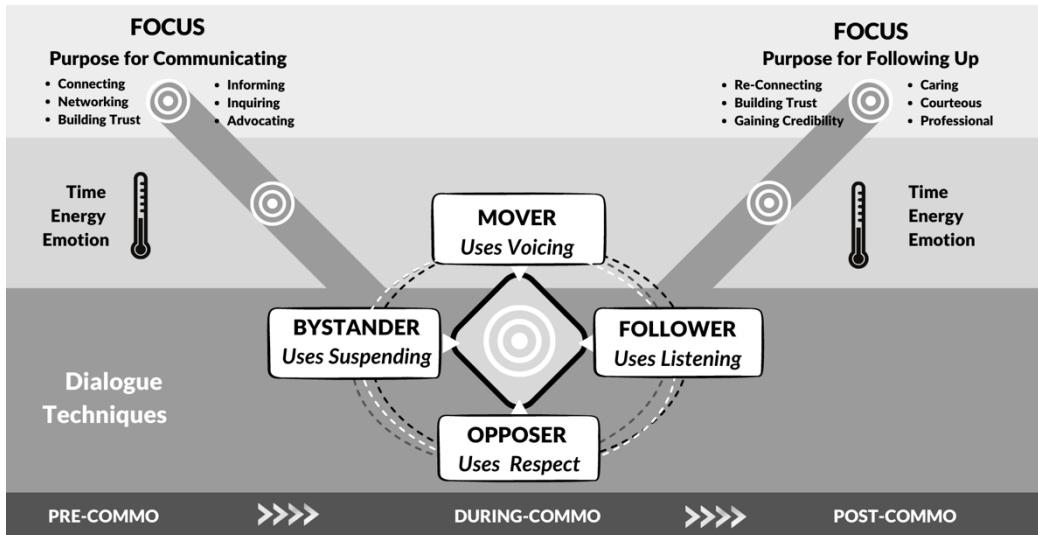 FOCUS
Purpose for Communicating
• Connecting
• Networking
• Building Trust
• Informing
• Inquiring
• Advocating
FOCUS
Purpose for Following Up
• Re-Connecting
• Building Trust
• Gaining Credibility
• Caring
• Courteous
• Professional
Time
Energy
Emotion
Time
Energy
Emotion
MOVER
Uses Voicing
BYSTANDER
Uses Suspending
FOLLOWER
Uses Listening
OPPOSER
Uses Respect
Dialogue
Techniques
PRE-COMMO
DURING-COMMO
POST-COMMO